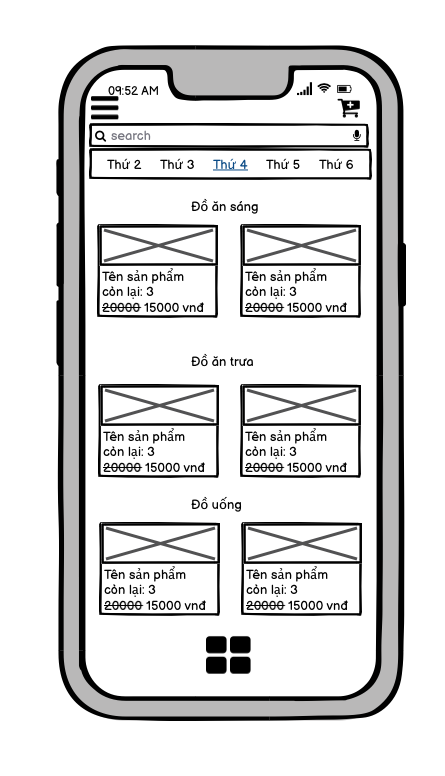 09:52 AM
search
Thứ 2 Thứ 3 Thứ 4 Thứ 5 Thứ 6
Đồ ăn sáng
Tên sản phẩm
còn lại: 3
20000 15000 vnđ
Tên sản phẩm
còn lại: 3
20000 15000 vnđ
Đồ ăn trưa
Tên sản phẩm
còn lại: 3
20000 15000 vnđ
Tên sản phẩm
còn lại: 3
20000 15000 vnđ
Đồ uống
Tên sản phẩm
còn lại: 3
20000 15000 vnđ
Tên sản phẩm
còn lại: 3
20000 15000 vnđ